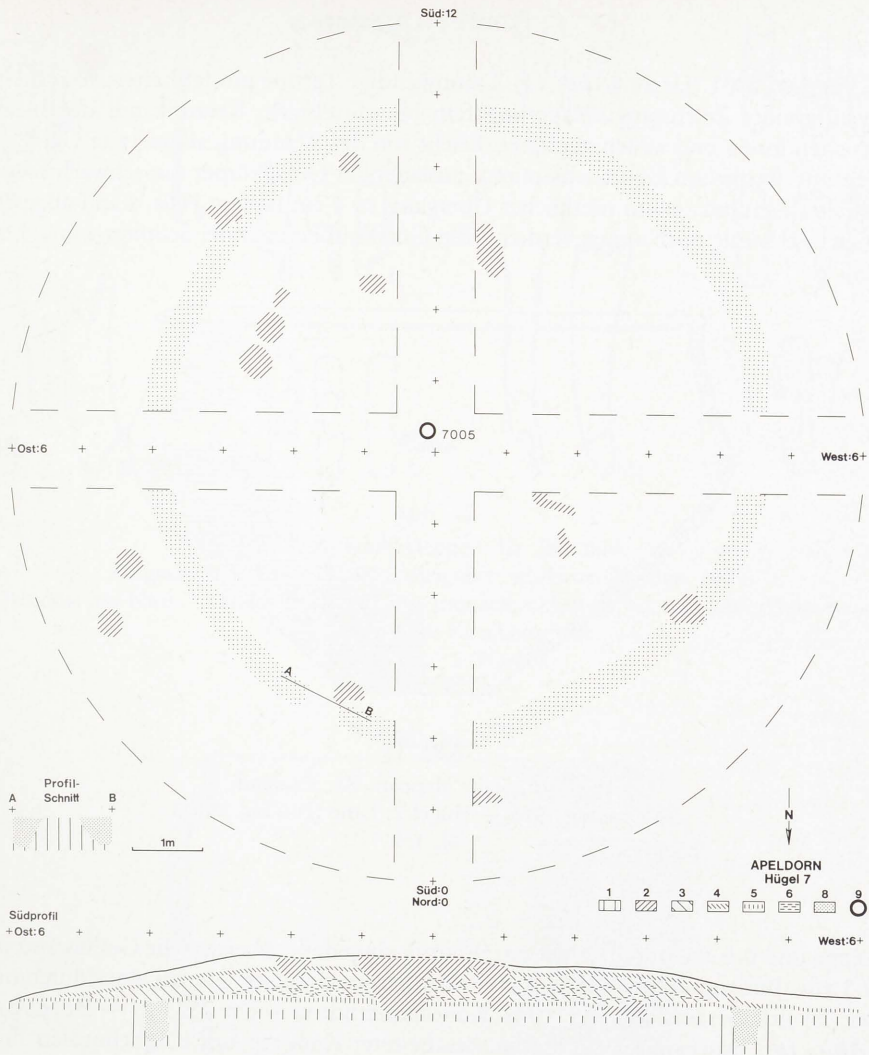 Süd:12
7005
Ost:6
West:6
A
B
Profil-
Schnitt
A B
1m
N
APELDORN
Hügel 7
Süd:0
Nord:0
1 2 3 4 5 6 8 9
Südprofil
Ost:6
West:6